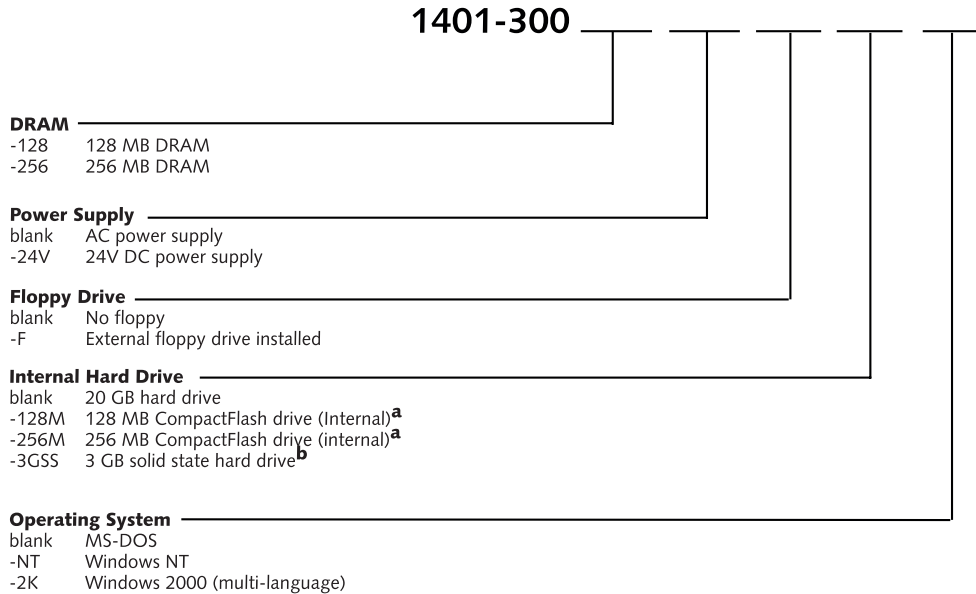 1401-300
DRAM
-128 128 MB DRAM
-256 256 MB DRAM
Power Supply
blank AC power supply
-24V 24V DC power supply
Floppy Drive
blank No floppy
-F External floppy drive installed
Internal Hard Drive
blank 20 GB hard drive
-128M 128 MB CompactFlash drive (Internal)a
-256M 256 MB CompactFlash drive (internal)a
-3GSS 3 GB solid state hard driveb
Operating System
blank MS-DOS
-NT Windows NT
-2K Windows 2000 (multi-language)